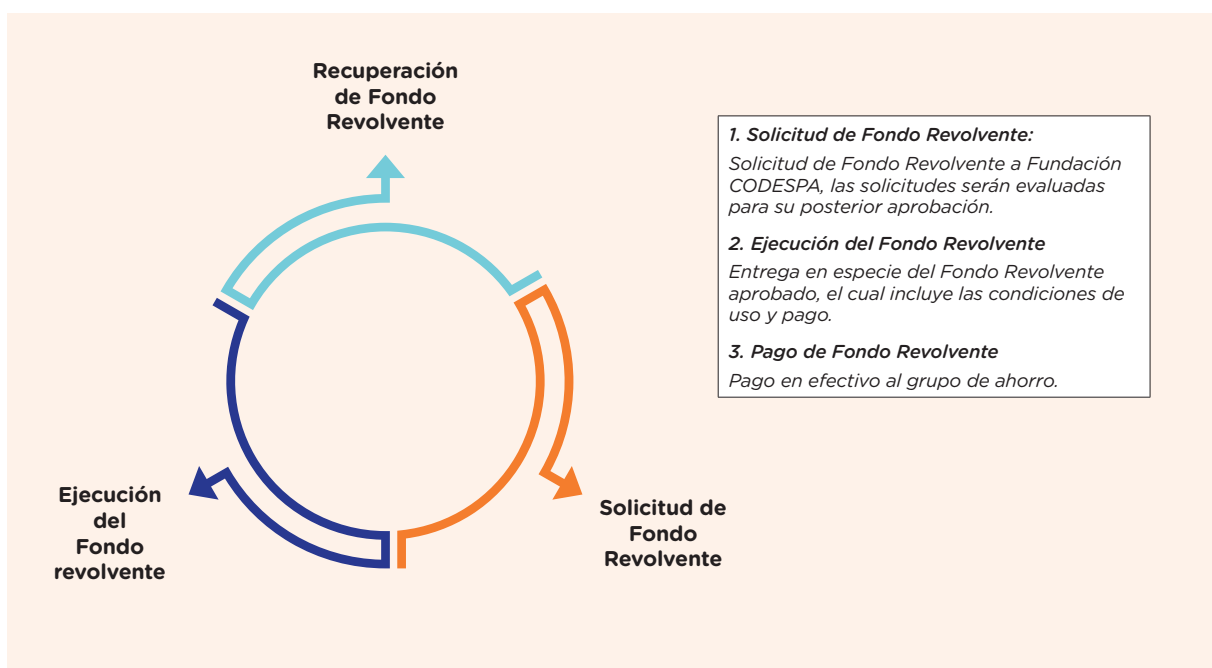 Recuperación
de Fondo
Revolvente
1. Solicitud de Fondo Revolvente:
Solicitud de Fondo Revolvente a Fundación
CODESPA, las solicitudes serán evaluadas
para su posterior aprobación.
2. Ejecución del Fondo Revolvente
Entrega en especie del Fondo Revolvente
aprobado, el cual incluye las condiciones de
uso y pago.
3. Pago de Fondo Revolvente
Pago en efectivo al grupo de ahorro.
Ejecución
del
Fondo
revolvente
Solicitud de
Fondo
Revolvente